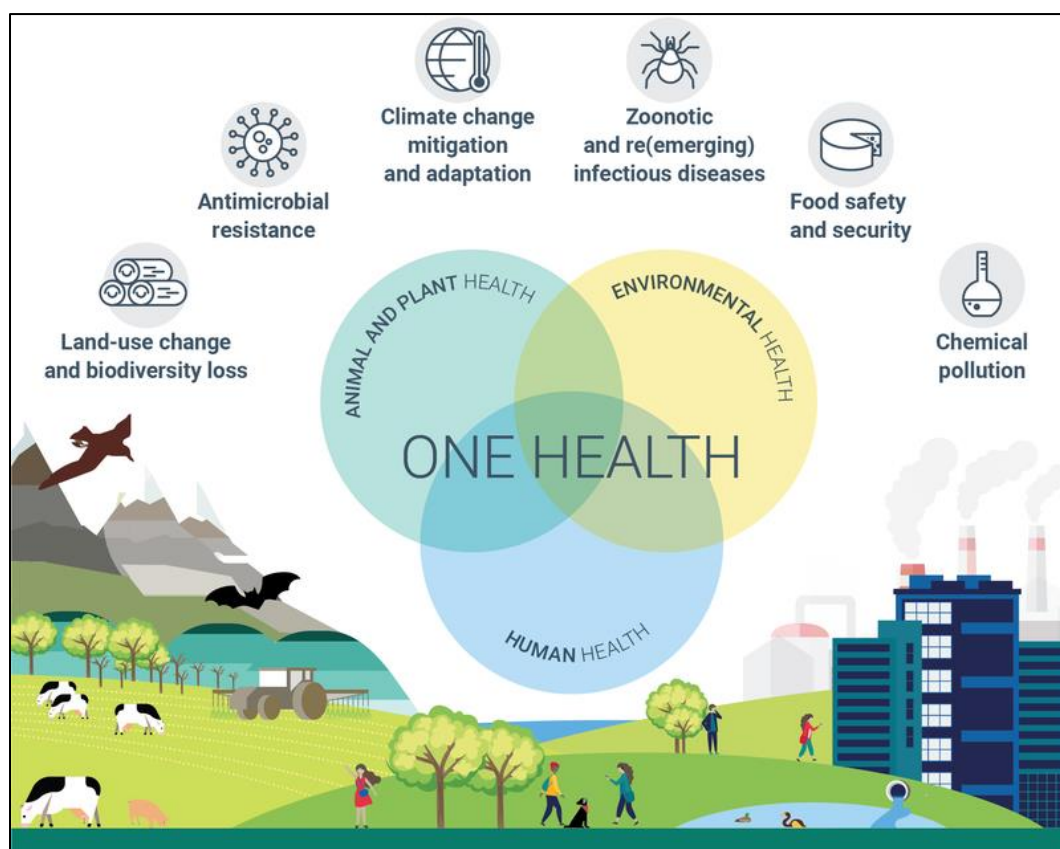 Climate change
mitigation
and adaptation
Zoonotic
and re(emerging)
infectious diseases
Antimicrobial
resistance
Food safety
and security
Land-use change
and biodiversity loss
Chemical
pollution
ANIMAL AND PLANT HEALTH
ENVIRONMENTAL HEALTH
ONE HEALTH
HUMAN HEALTH